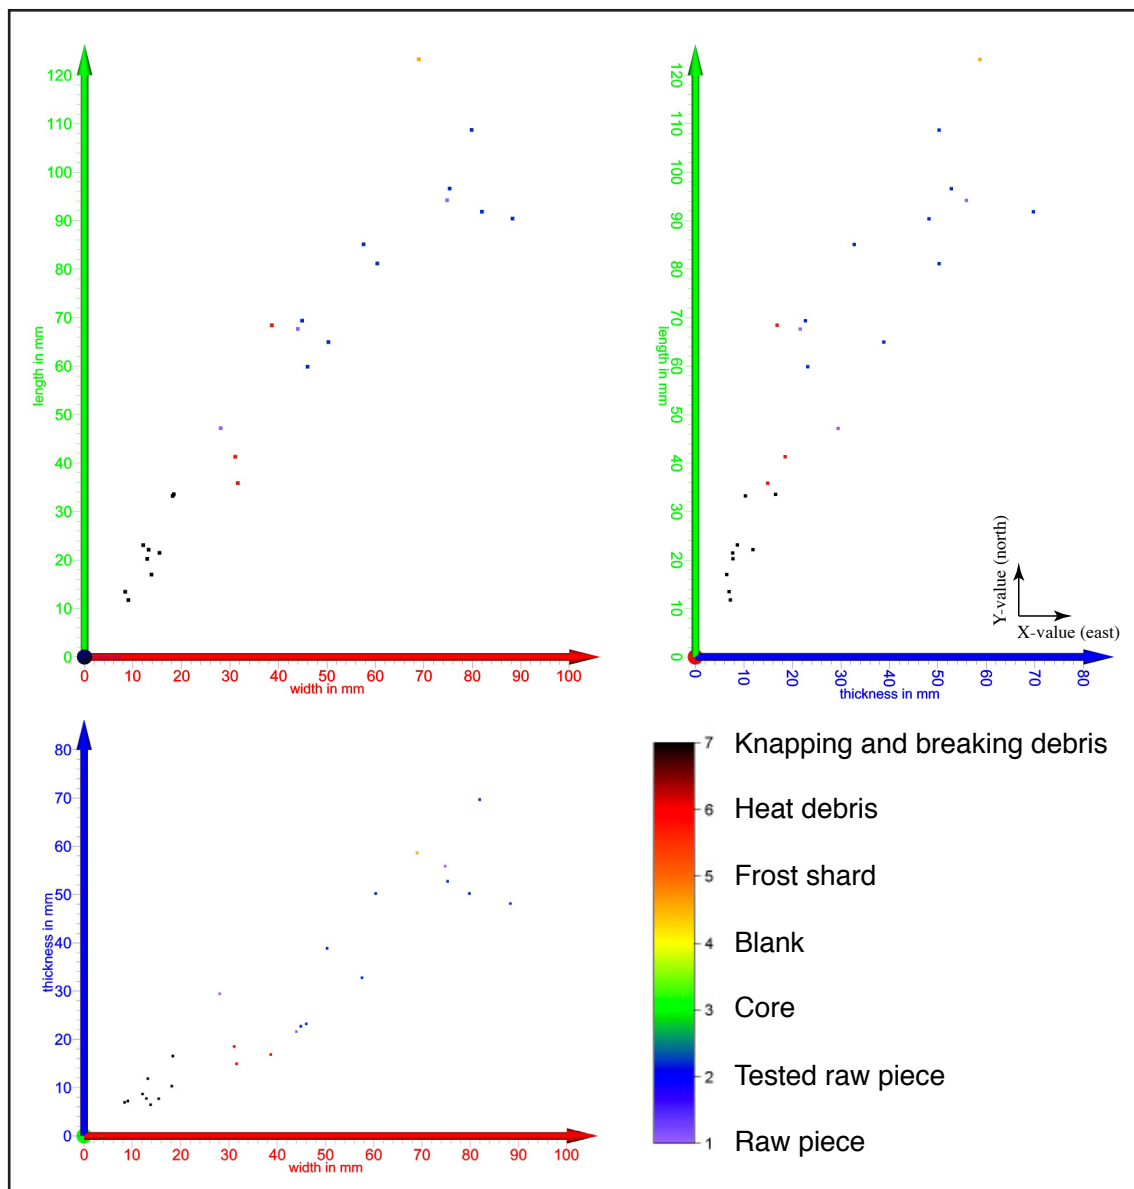 120
110
100
90
80
70
60
50
40
30
20
10
0
length in mm
0 10 20 30 40 50 60 70 80 90 100
width in mm
120
110
100
90
80
70
60
50
40
30
20
10
0
length in mm
10 20 30 40 50 60 70 80
thickness in mm
Y-value (north)
X-value (east)
80
70
60
50
40
30
20
10
0
thickness in mm
0 10 20 30 40 50 60 70 80 90 100
width in mm
7 Knapping and breaking debris
6 Heat debris
5 Frost shard
4 Blank
3 Core
2 Tested raw piece
1 Raw piece